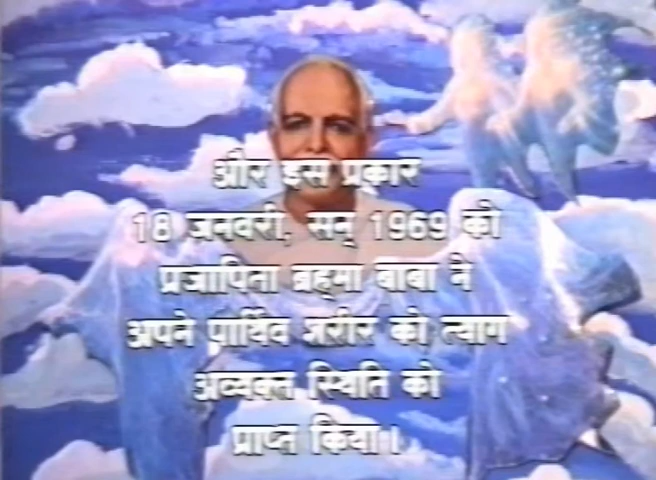 और इस प्रकार
18 जनवरी, सन् 1969 को
प्रजापिता ब्रह्मा बाबा ने
अपने पार्थिव शरीर को त्याग
अव्यक्त स्थिति को
प्राप्त किया।